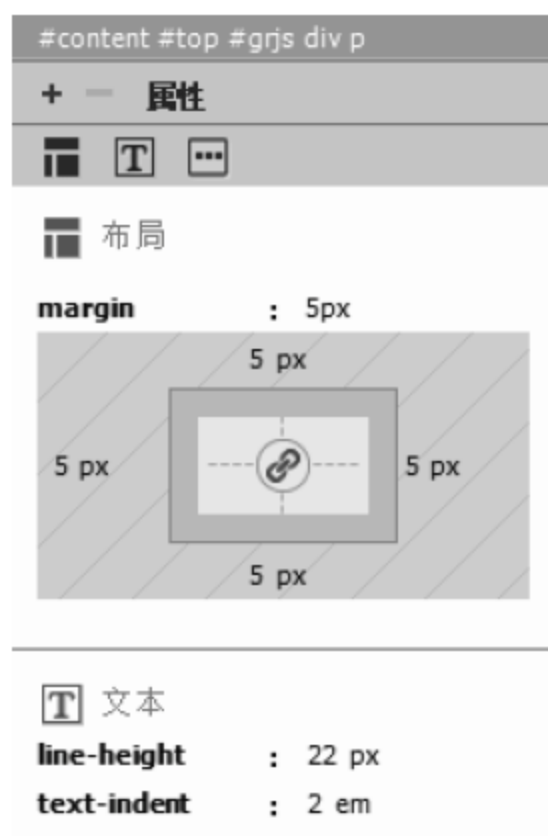 #content #top #grjs div p
+ − 属性
T ...
布局
margin : 5px
5 px
5 px 5 px
5 px
T 文本
line-height : 22 px
text-indent : 2 em